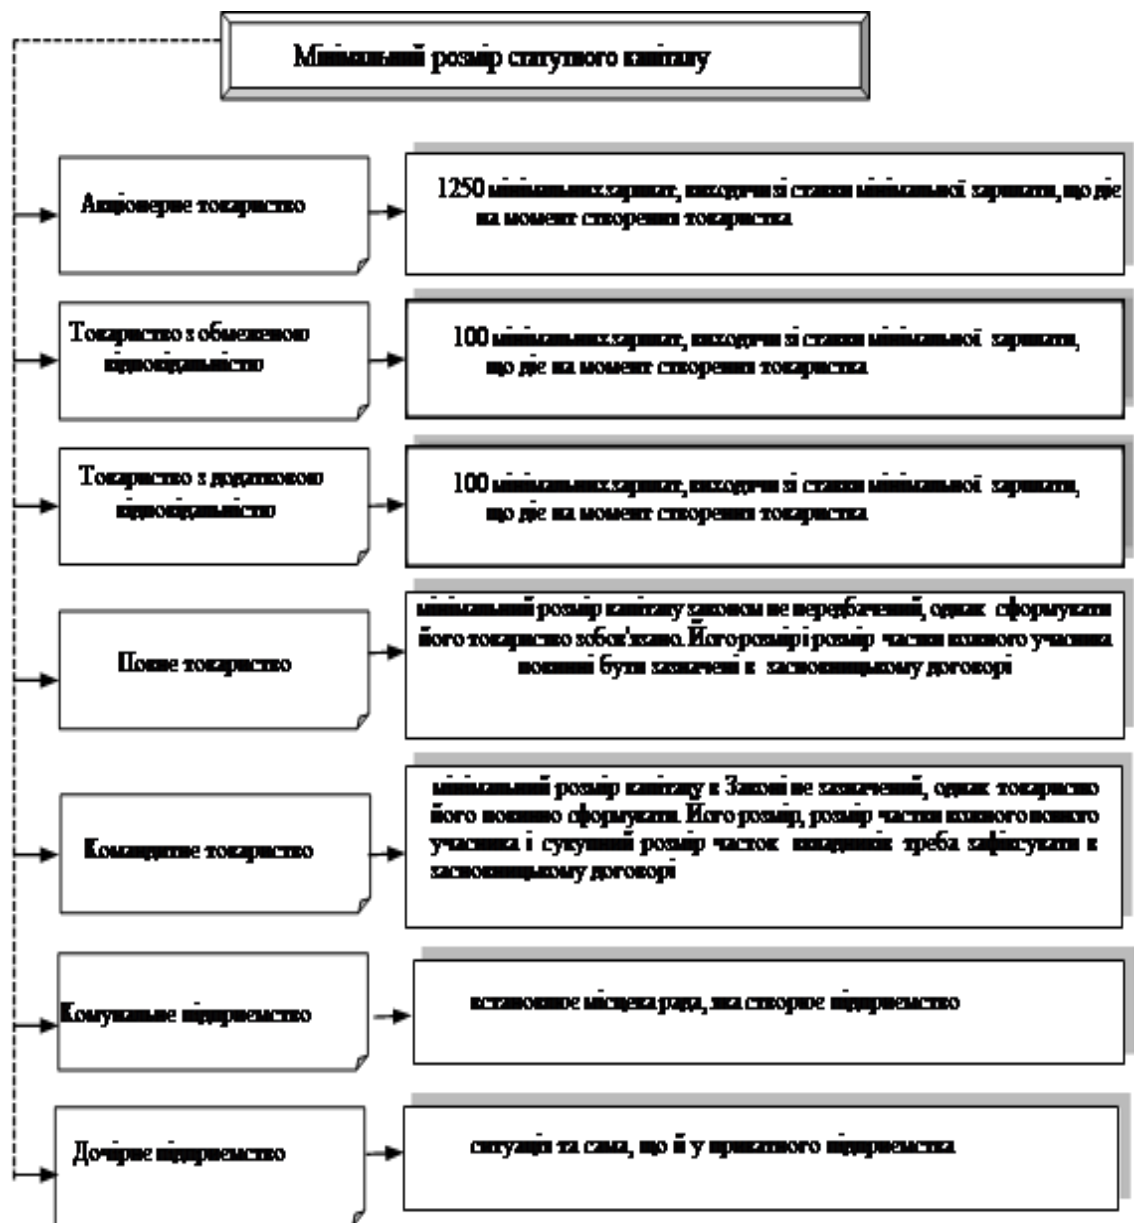 Мінімальний розмір статутного капіталу
Акціонерне товариство
1250 мінімальних зарплат, виходячи зі ставки мінімальної зарплати, що діє
на момент створення товариства
Товариство з обмеженою
відповідальністю
100 мінімальних зарплат, виходячи зі ставки мінімальної зарплати,
що діє на момент створення товариства
Товариство з додатковою
відповідальністю
100 мінімальних зарплат, виходячи зі ставки мінімальної зарплати,
що діє на момент створення товариства
Повне товариство
мінімальний розмір капіталу законом не передбачений, однак сформувати
його товариство зобов'язано. Його розмір і розмір частки кожного учасника
повинні бути зазначені в засновницькому договорі
Командитне товариство
мінімальний розмір капіталу в Законі не зазначений, однак товариство
його повинно сформувати. Його розмір, розмір частки кожного повного
учасника і сукупний розмір часток вкладників треба зафіксувати в
засновницькому договорі
Комунальне підприємство
встановлює місцева рада, яка створює підприємство
Дочірнє підприємство
ситуація та сама, що й у приватного підприємства